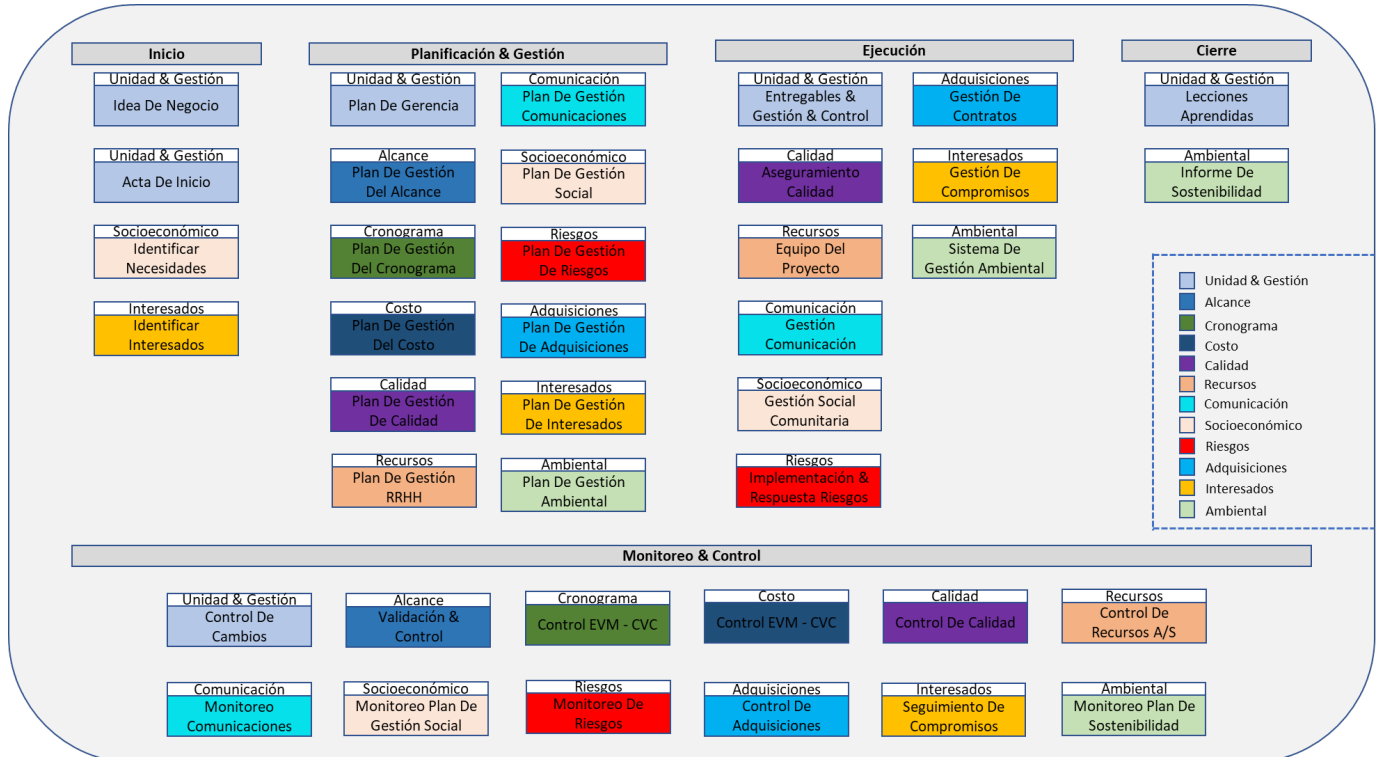 Inicio
Unidad & Gestión
Idea De Negocio
Unidad & Gestión
Acta De Inicio
Socioeconómico
Identificar
Necesidades
Interesados
Identificar
Interesados
Planificación & Gestión
Unidad & Gestión
Plan De Gerencia
Alcance
Plan De Gestión
Del Alcance
Cronograma
Plan De Gestión
Del Cronograma
Costo
Plan De Gestión
Del Costo
Calidad
Plan De Gestión
De Calidad
Recursos
Plan De Gestión
RRHH
Comunicación
Plan De Gestión
Comunicaciones
Socioeconómico
Plan De Gestión
Social
Riesgos
Plan De Gestión
De Riesgos
Adquisiciones
Plan De Gestión
De Adquisiciones
Interesados
Plan De Gestión
De Interesados
Ambiental
Plan De Gestión
Ambiental
Ejecución
Unidad & Gestión
Entregables &
Gestión & Control
Calidad
Aseguramiento
Calidad
Recursos
Equipo Del
Proyecto
Comunicación
Gestión
Comunicación
Socioeconómico
Gestión Social
Comunitaria
Riesgos
Implementación &
Respuesta Riesgos
Adquisiciones
Gestión De
Contratos
Interesados
Gestión De
Compromisos
Ambiental
Sistema De
Gestión Ambiental
Cierre
Unidad & Gestión
Lecciones
Aprendidas
Ambiental
Informe De
Sostenibilidad
Unidad & Gestión
Alcance
Cronograma
Costo
Calidad
Recursos
Comunicación
Socioeconómico
Riesgos
Adquisiciones
Interesados
Ambiental
Monitoreo & Control
Unidad & Gestión
Control De
Cambios
Alcance
Validación &
Control
Cronograma
Control EVM - CVC
Costo
Control EVM - CVC
Calidad
Control De Calidad
Recursos
Control De
Recursos A/S
Comunicación
Monitoreo
Comunicaciones
Socioeconómico
Monitoreo Plan De
Gestión Social
Riesgos
Monitoreo De
Riesgos
Adquisiciones
Control De
Adquisiciones
Interesados
Seguimiento De
Compromisos
Ambiental
Monitoreo Plan De
Sostenibilidad